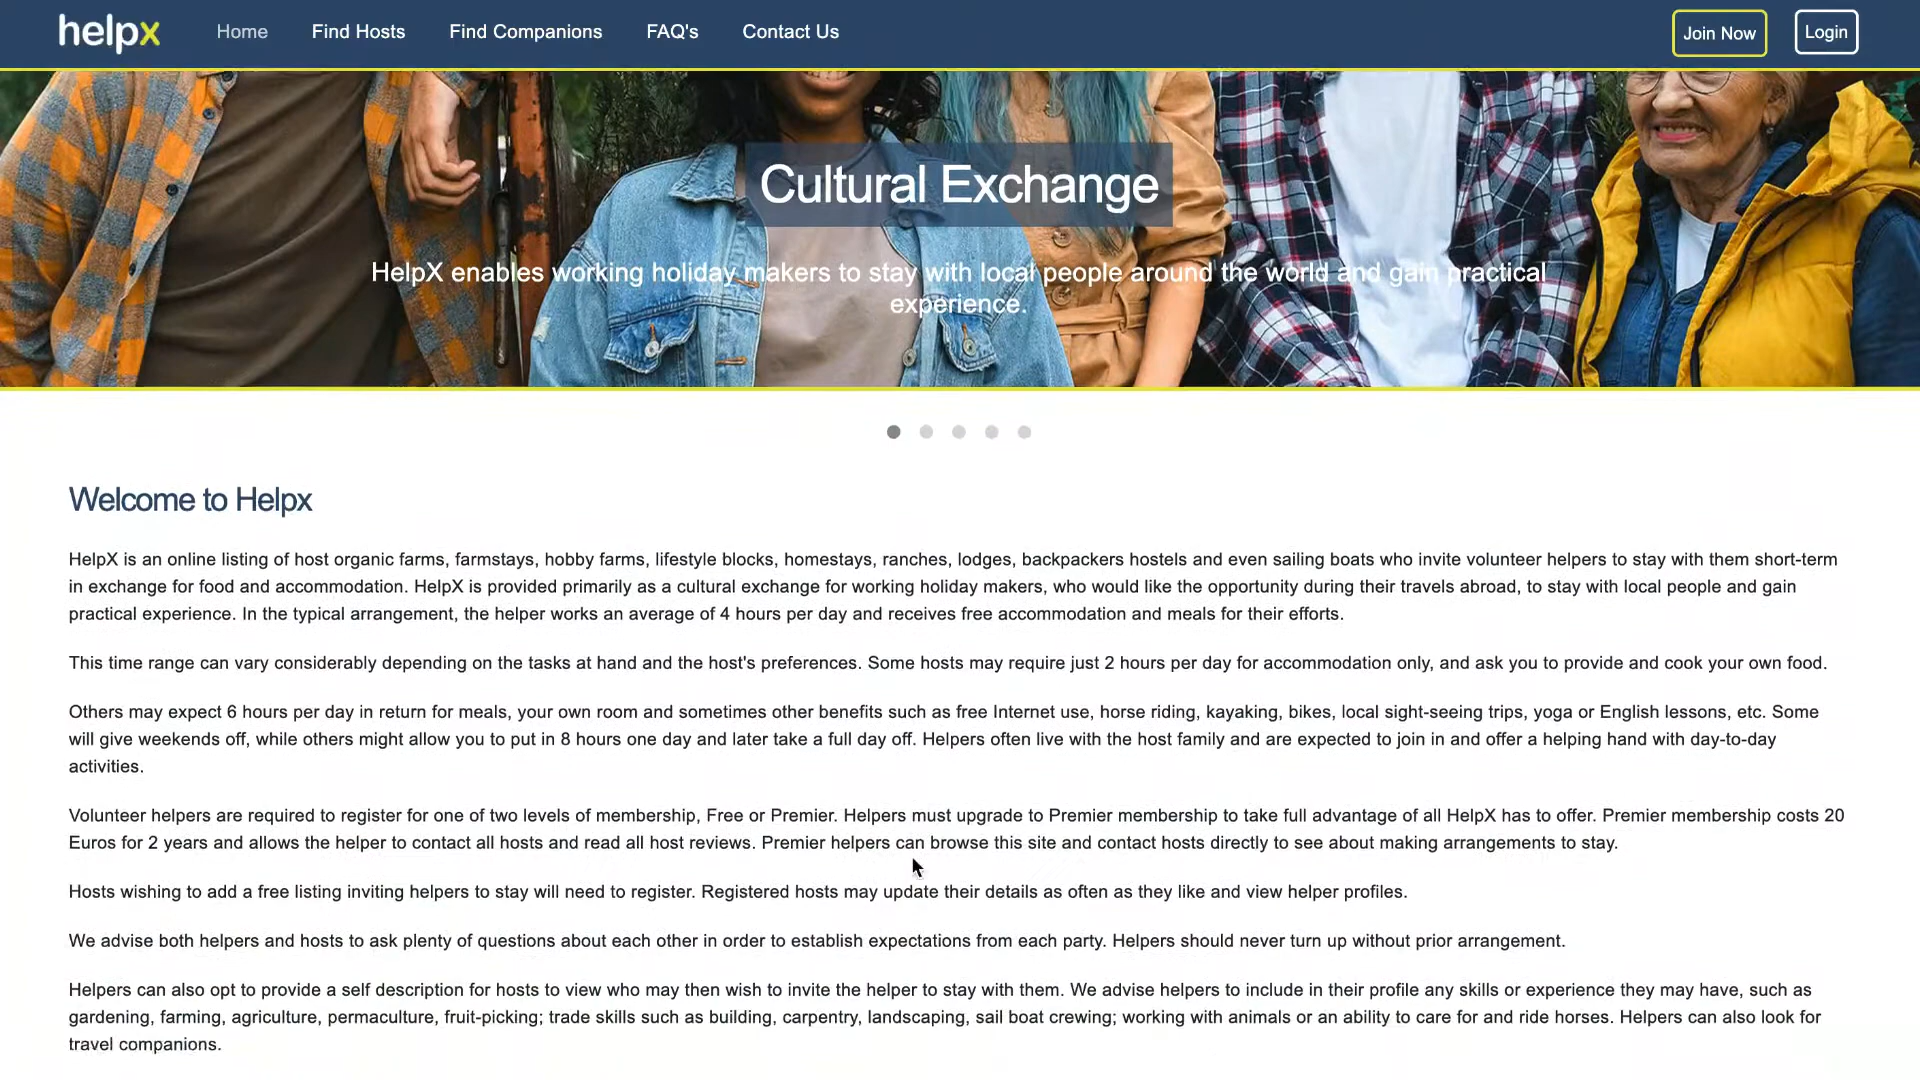 helpx Home Find Hosts Find Companions FAQ's Contact Us Join Now Login
Cultural Exchange
HelpX enables working holiday makers to stay with local people around the world and gain practical
experience.
Welcome to Helpx
HelpX is an online listing of host organic farms, farmstays, hobby farms, lifestyle blocks, homestays, ranches, lodges, backpackers hostels and even sailing boats who invite volunteer helpers to stay with them short-term
in exchange for food and accommodation. HelpX is provided primarily as a cultural exchange for working holiday makers, who would like the opportunity during their travels abroad, to stay with local people and gain
practical experience. In the typical arrangement, the helper works an average of 4 hours per day and receives free accommodation and meals for their efforts.
This time range can vary considerably depending on the tasks at hand and the host's preferences. Some hosts may require just 2 hours per day for accommodation only, and ask you to provide and cook your own food.
Others may expect 6 hours per day in return for meals, your own room and sometimes other benefits such as free Internet use, horse riding, kayaking, bikes, local sight-seeing trips, yoga or English lessons, etc. Some
will give weekends off, while others might allow you to put in 8 hours one day and later take a full day off. Helpers often live with the host family and are expected to join in and offer a helping hand with day-to-day
activities.
Volunteer helpers are required to register for one of two levels of membership, Free or Premier. Helpers must upgrade to Premier membership to take full advantage of all HelpX has to offer. Premier membership costs 20
Euros for 2 years and allows the helper to contact all hosts and read all host reviews. Premier helpers can browse this site and contact hosts directly to see about making arrangements to stay.
Hosts wishing to add a free listing inviting helpers to stay will need to register. Registered hosts may update their details as often as they like and view helper profiles.
We advise both helpers and hosts to ask plenty of questions about each other in order to establish expectations from each party. Helpers should never turn up without prior arrangement.
Helpers can also opt to provide a self description for hosts to view who may then wish to invite the helper to stay with them. We advise helpers to include in their profile any skills or experience they may have, such as
gardening, farming, agriculture, permaculture, fruit-picking; trade skills such as building, carpentry, landscaping, sail boat crewing; working with animals or an ability to care for and ride horses. Helpers can also look for
travel companions.